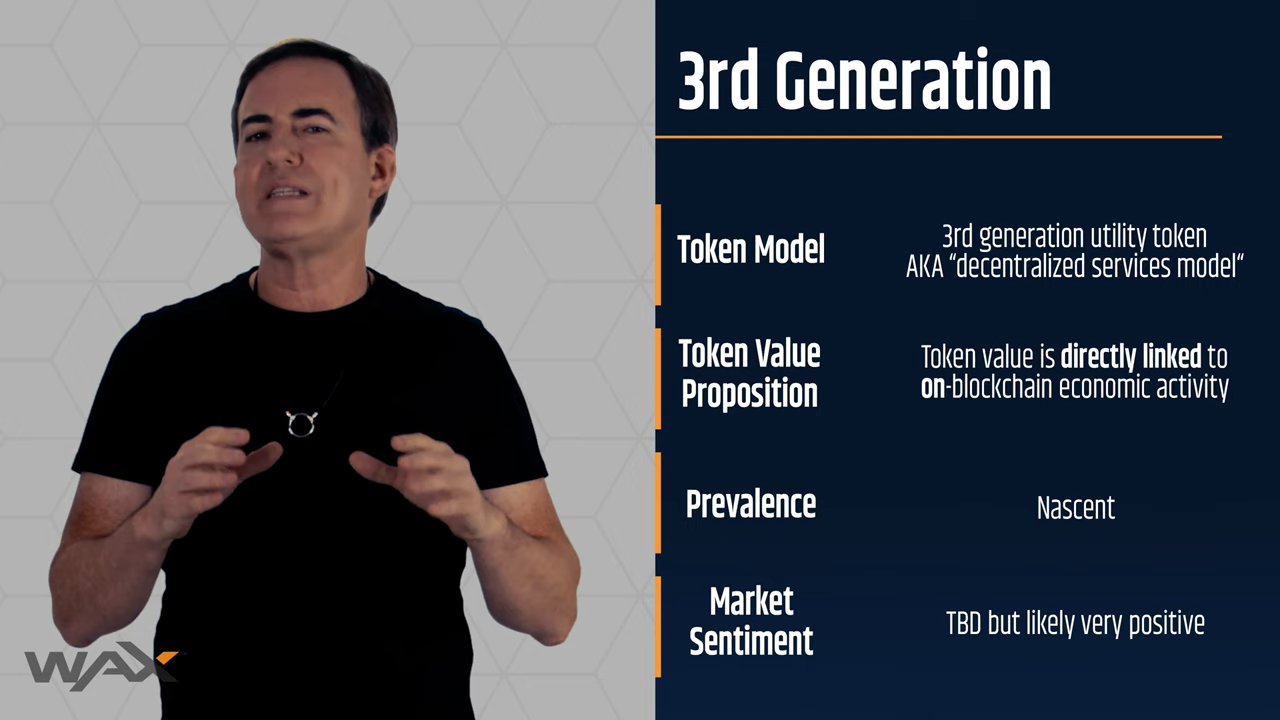 3rd Generation
Token Model
3rd generation utility token
AKA “decentralized services model“
Token Value
Proposition
Token value is directly linked to
on-blockchain economic activity
Prevalence
Nascent
Market
Sentiment
TBD but likely very positive
WAX